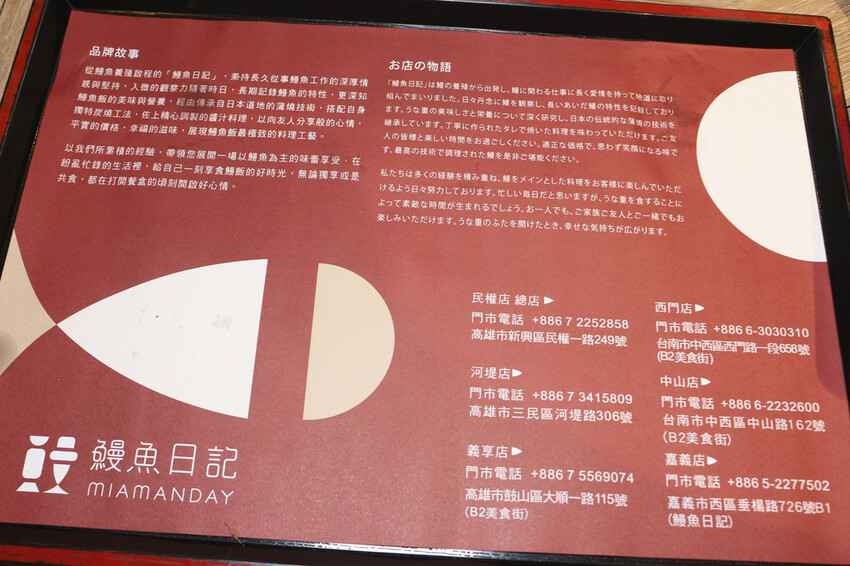 品牌故事
從鰻魚養殖啟程的「鰻魚日記」，秉持長久從事鰻魚工作的深厚情
感與堅持，入微的觀察力隨著時日，長期記錄鰻魚的特性，更深知
鰻魚飯的美味與營養，經由傳承自日本道地的蒲燒技術，搭配自身
獨特炭燒工法，佐上精心調製的醬汁料理，以向友人分享般的心情，
平實的價格，幸福的滋味，展現鰻魚飯最極致的料理工藝。
以我們所累積的經驗，帶領您展開一場以鰻魚為主的味蕾享受，在
紛亂忙錄的生活裡，給自己一刻享食鰻飯的好時光，無論獨享或是
共食，都在打開餐盒的頃刻開啟好心情。
お店の物語
「鰻魚日記」は鰻の養殖から出発し、鰻に関わる仕事に長く愛情を持って地道に取り
組んでまいりました。日々丹念に鰻を観察し、長いあいだ鰻の特性を記録しており
ます。うな重の美味しさと栄養について深く研究し、日本の伝統的な蒲焼の技術を
継承しています。丁寧に作られたタレで焼いた料理を味わっていただけます。ご友
人の皆様と楽しい時間をお過ごしください。適正な価格で、思わず笑顔になる味で
す。最高の技術で調理された鰻を是非ご堪能ください。
私たちは多くの経験を積み重ね、鰻をメインとした料理をお客様に楽しんでいただ
けるよう日々努力しております。忙しい毎日だと思いますが、うな重を食することに
よって素敵な時間が生まれるでしょう。お一人でも、ご家族ご友人とご一緒でもお
楽しみいただけます。うな重のふたを開けたとき、幸せな気持ちが広がります。
民權店 總店
門市電話 +886 7 2252858
高雄市新興區民權一路249號
河堤店
門市電話 +886 7 3415809
高雄市三民區河堤路306號
義享店
門市電話 +886 7 5569074
高雄市鼓山區大順一路115號
(B2美食街)
西門店
門市電話 +886 6-3030310
台南市中西區西門路一段658號
(B2美食街)
中山店
門市電話 +886 6-2232600
台南市中西區中山路162號
(B2美食街)
嘉義店
門市電話 +886 5-2277502
嘉義市西區垂楊路726號B1
(鰻魚日記)
鰻魚日記
MIAMANDAY